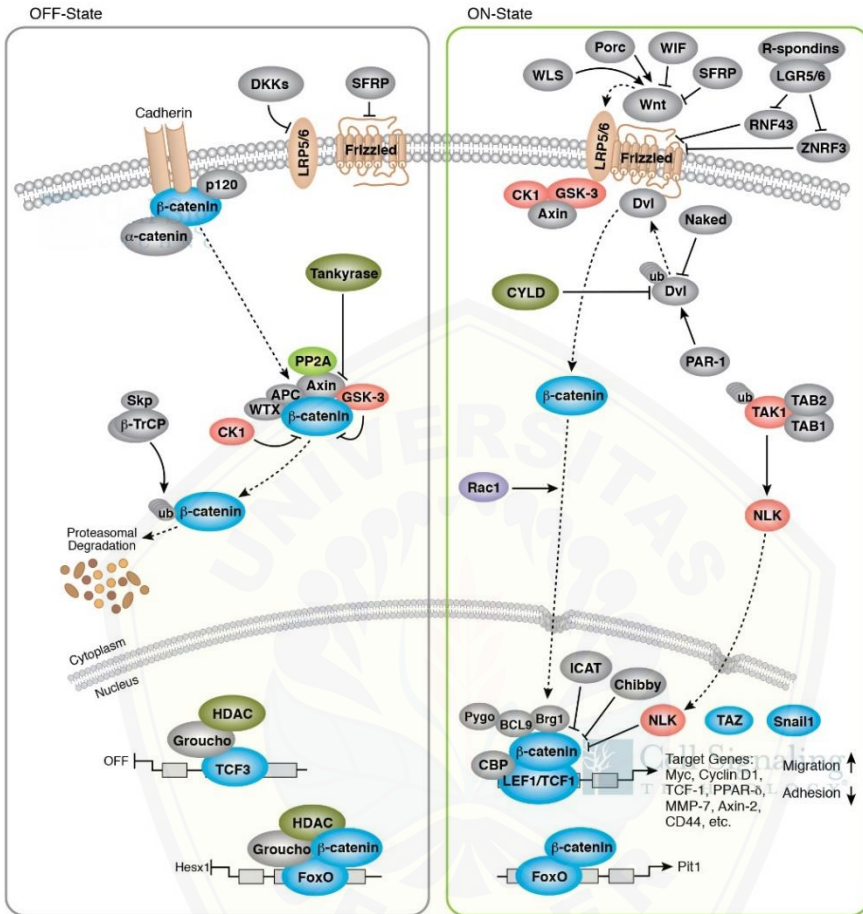 OFF-State
ON-State
DKKs
SFRP
Cadherin
LRP5/6
Frizzled
p120
β-catenin
α-catenin
Tankyrase
PP2A
Axin
APC
WTX
GSK-3
β-catenin
CK1
Skp
β-TrCP
ub
β-catenin
Proteasomal
Degradation
Cytoplasm
Nucleus
HDAC
Groucho
TCF3
OFF
HDAC
Groucho
β-catenin
FoxO
Hesx1
Porc
WIF
R-spondins
WLS
SFRP
LGR5/6
Wnt
RNF43
ZNRF3
LRP5/6
Frizzled
CK1
GSK-3
Axin
Dvl
Naked
ub
Dvl
CYLD
PAR-1
β-catenin
ub
TAK1
TAB2
TAB1
Rac1
NLK
ICAT
Chibby
Pygo
BCL9
Brg1
NLK
TAZ
Snail1
β-catenin
CBP
LEF1/TCF1
Target Genes:
Myc, Cyclin D1,
TCF-1, PPAR-δ,
MMP-7, Axin-2,
CD44, etc.
Migration
Adhesion
Cell Signaling
TECHNOLOGY®
β-catenin
FoxO
Pit1
UNIVERSITAS